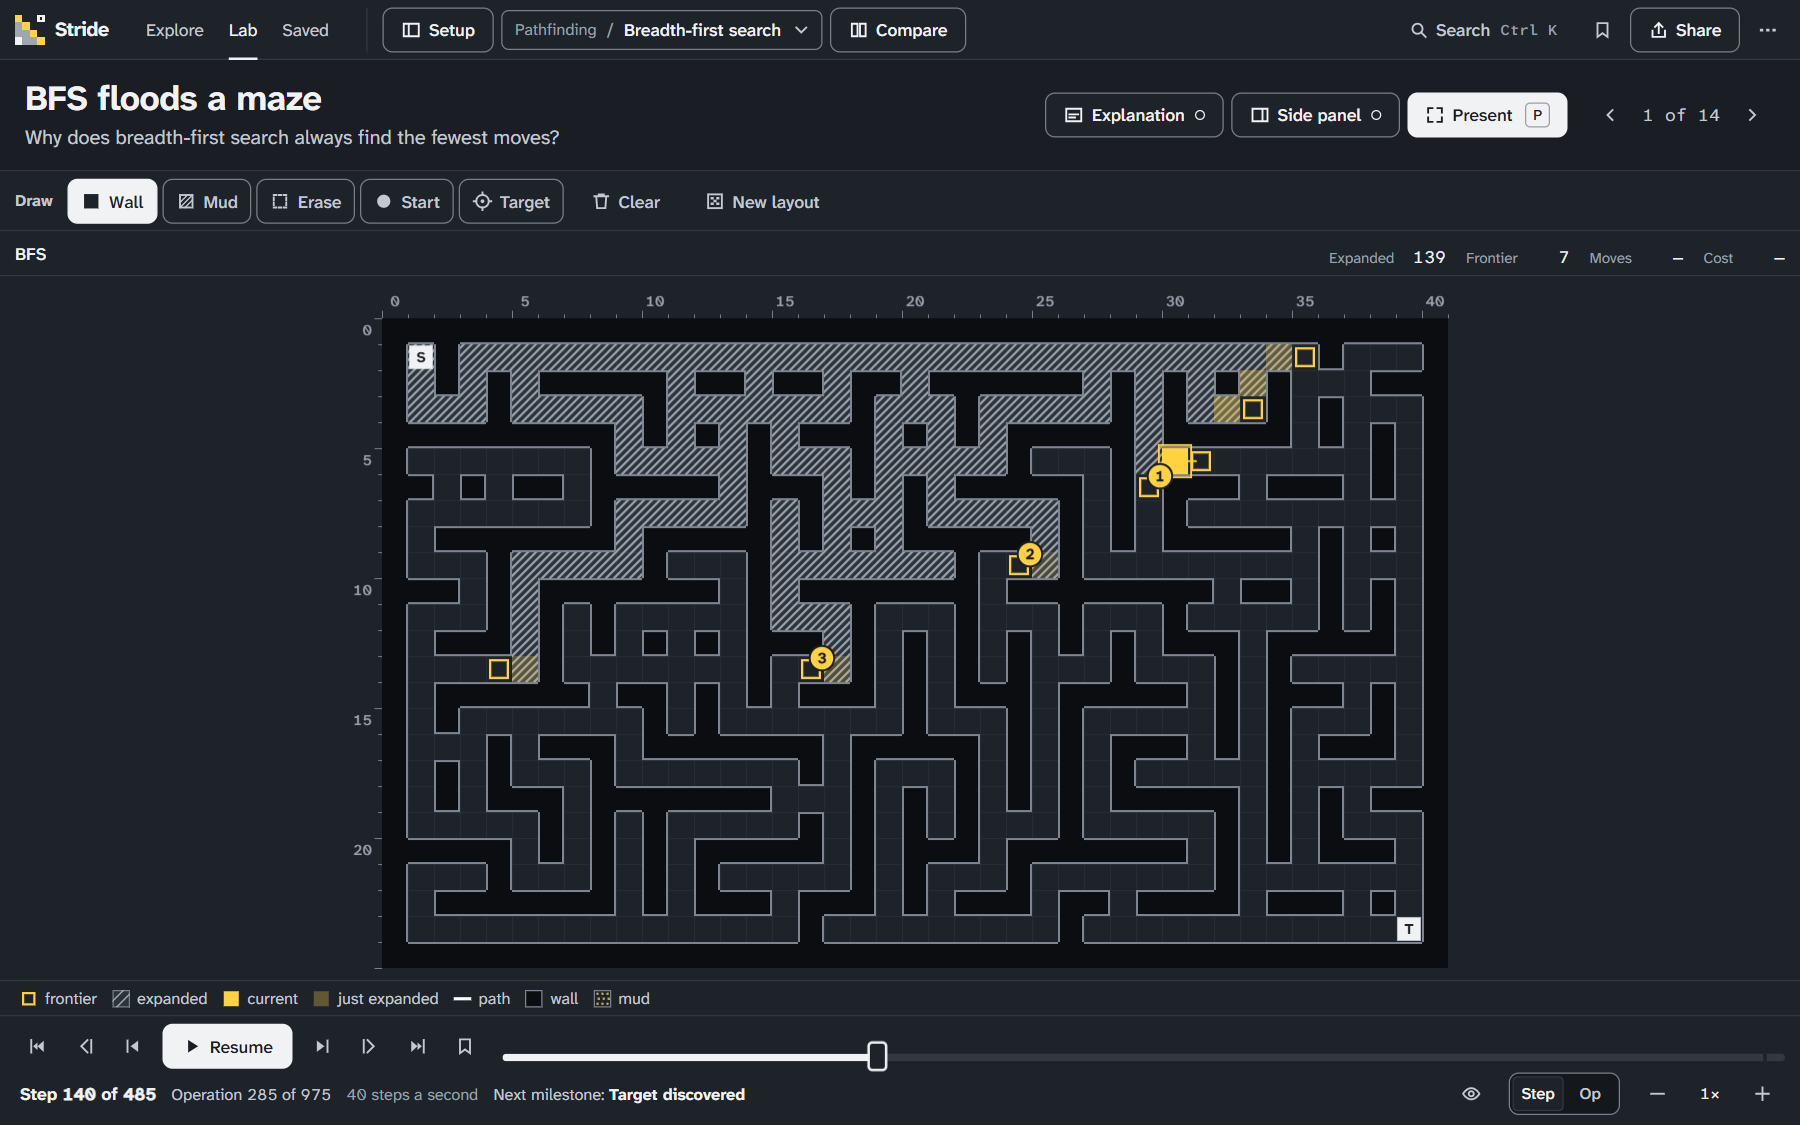 Stride
Explore
Lab
Saved
Setup
Pathfinding / Breadth-first search
Compare
Search Ctrl K
Share
BFS floods a maze
Why does breadth-first search always find the fewest moves?
Explanation
Side panel
Present P
1 of 14
Draw
Wall
Mud
Erase
Start
Target
Clear
New layout
BFS
Expanded 139 Frontier 7 Moves – Cost –
0 5 10 15 20 25 30 35 40
0
S
5
1
2
10
3
15
20
T
frontier expanded current just expanded path wall mud
Resume
Step 140 of 485 Operation 285 of 975 40 steps a second Next milestone: Target discovered
Step Op
1×